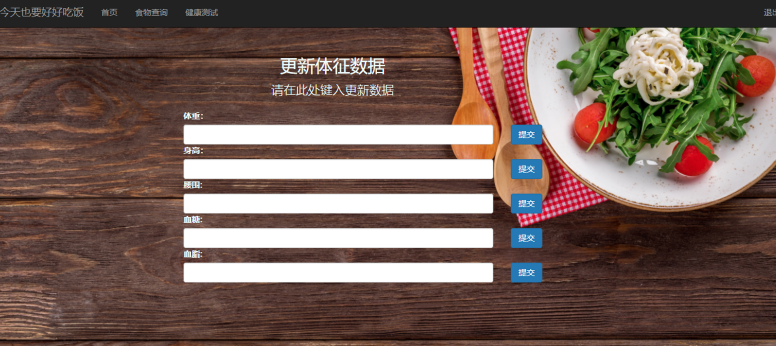 今天也要好好吃饭 首页 食物查询 健康测试
更新体征数据
请在此处键入更新数据
体重:
提交
身高:
提交
腰围:
提交
血糖:
提交
血脂:
提交